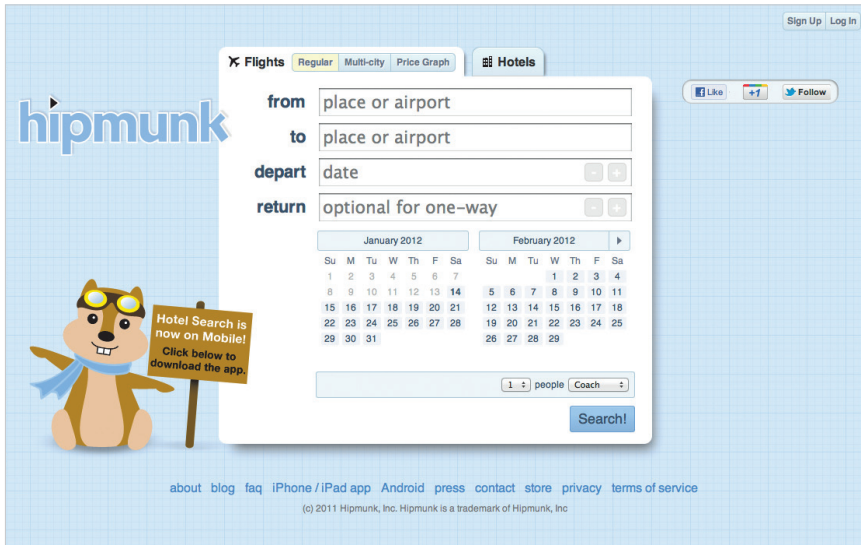 Sign Up Log In
Flights Regular Multi-city Price Graph Hotels
Like +1 Follow
hipmunk
from place or airport
to place or airport
depart date - +
return optional for one-way - +
January 2012 February 2012
Su M Tu W Th F Sa Su M Tu W Th F Sa
1 2 3 4 5 6 7 1 2 3 4
8 9 10 11 12 13 14 5 6 7 8 9 10 11
15 16 17 18 19 20 21 12 13 14 15 16 17 18
22 23 24 25 26 27 28 19 20 21 22 23 24 25
29 30 31 26 27 28 29
Hotel Search is
now on Mobile!
Click below to
download the app.
1 people Coach
Search!
about blog faq iPhone / iPad app Android press contact store privacy terms of service
(c) 2011 Hipmunk, Inc. Hipmunk is a trademark of Hipmunk, Inc